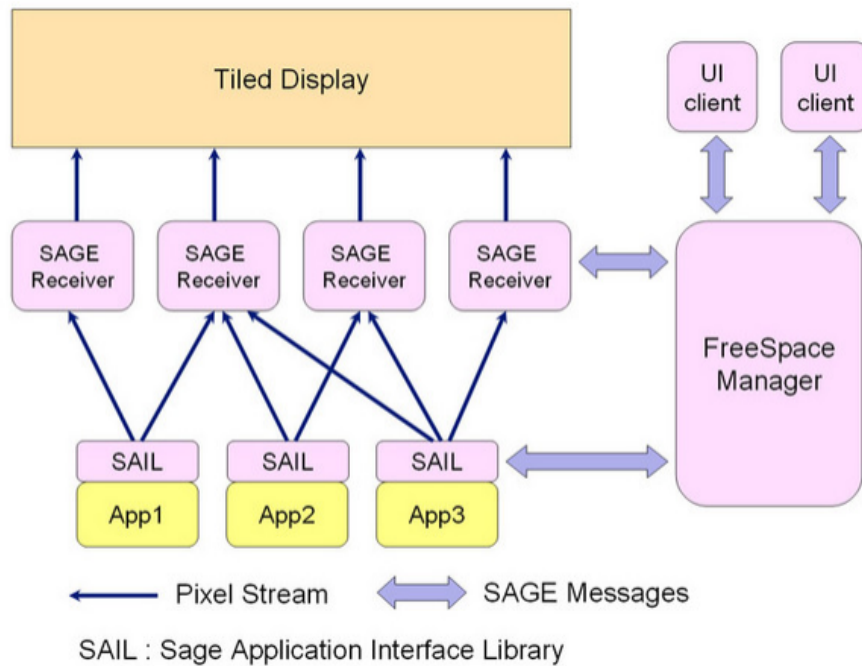 Tiled Display
UI
client
UI
client
SAGE
Receiver
SAGE
Receiver
SAGE
Receiver
SAGE
Receiver
FreeSpace
Manager
SAIL
SAIL
SAIL
App1
App2
App3
Pixel Stream
SAGE Messages
SAIL : Sage Application Interface Library